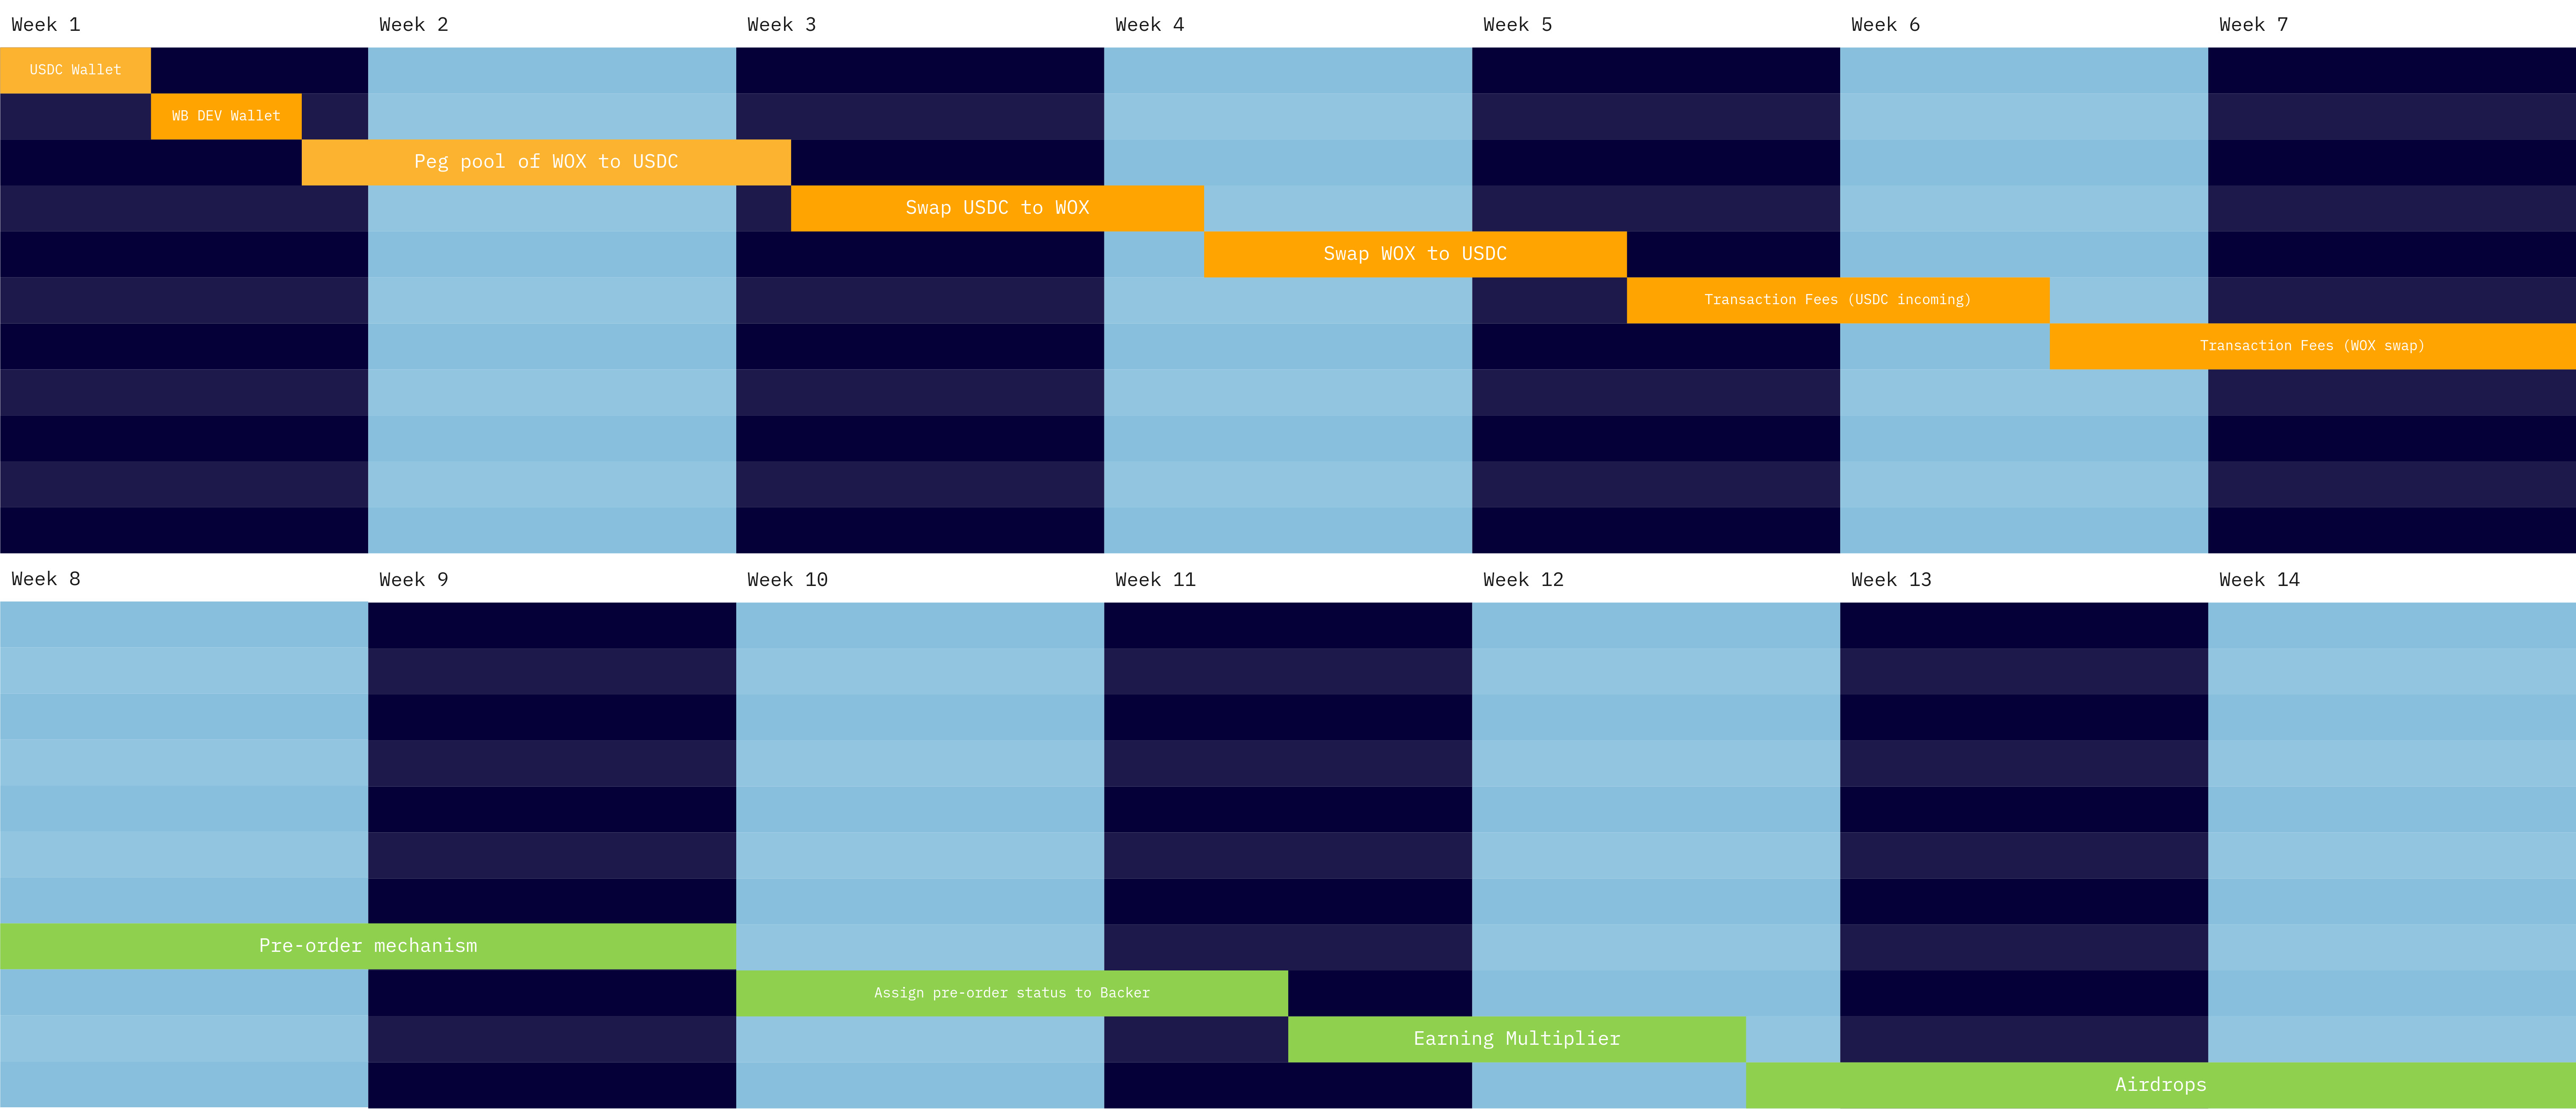 Week 1
Week 2
Week 3
Week 4
Week 5
Week 6
Week 7
USDC Wallet
WB DEV Wallet
Peg pool of WOX to USDC
Swap USDC to WOX
Swap WOX to USDC
Transaction Fees (USDC incoming)
Transaction Fees (WOX swap)
Week 8
Week 9
Week 10
Week 11
Week 12
Week 13
Week 14
Pre-order mechanism
Assign pre-order status to Backer
Earning Multiplier
Airdrops